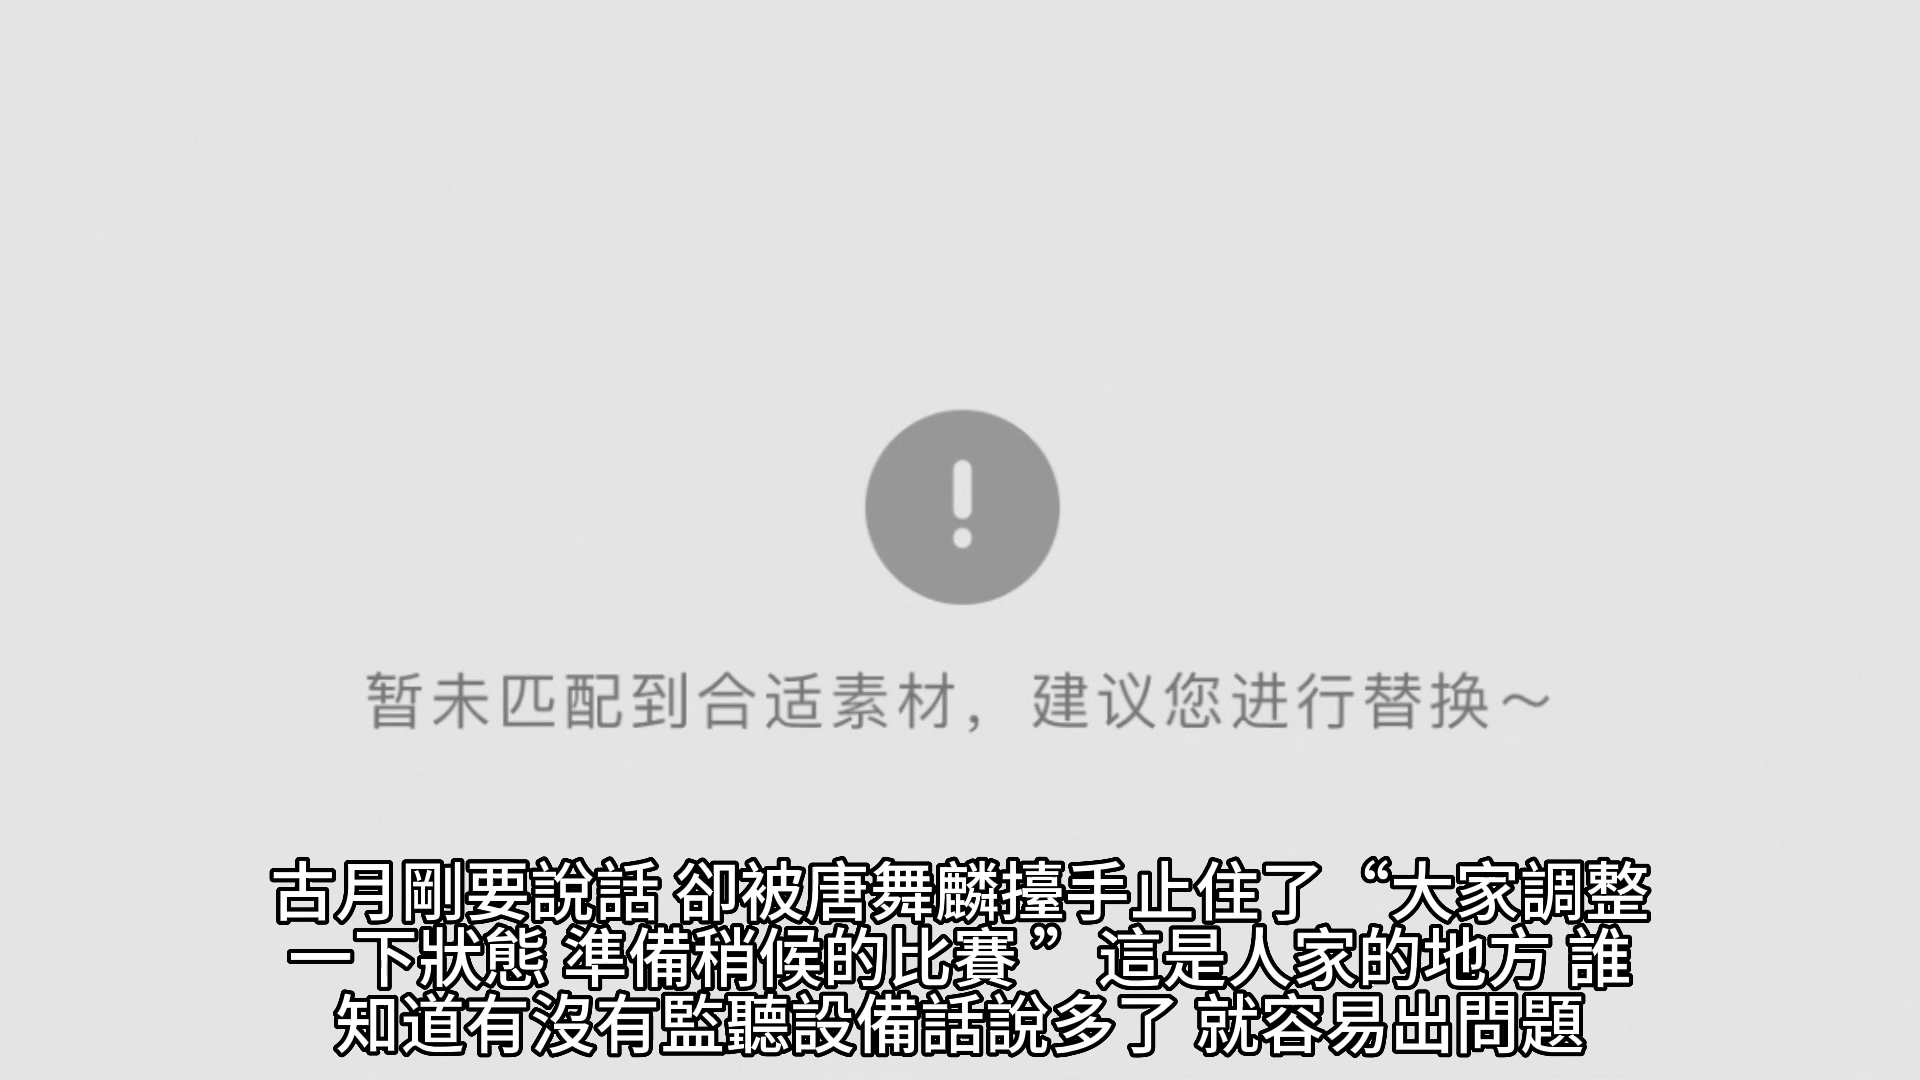 暂未匹配到合适素材，建议您进行替换～
古月剛要說話 卻被唐舞麟擡手止住了 “大家調整
一下狀態 準備稍候的比賽” 這是人家的地方 誰
知道有沒有監聽設備話說多了 就容易出問題